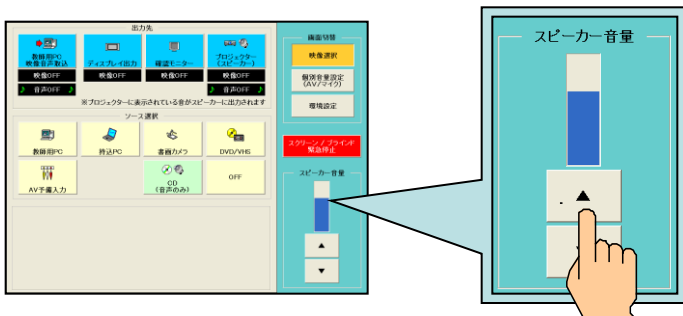 出力先
教師用PC
映像音声取込
ディスプレイ出力
確認モニター
プロジェクター
(スピーカー)
映像OFF
映像OFF
映像OFF
映像OFF
♪ 音声OFF ♪
♪ 音声OFF ♪
※プロジェクターに表示されている音がスピーカーに出力されます
ソース選択
教師用PC
持込PC
書画カメラ
DVD/VHS
AV予備入力
CD
(音声のみ)
OFF
画面切替
映像選択
個別音量設定
(AV/マイク)
環境設定
スクリーン/ブラインド
緊急停止
スピーカー音量
▲
▼
スピーカー音量
▲